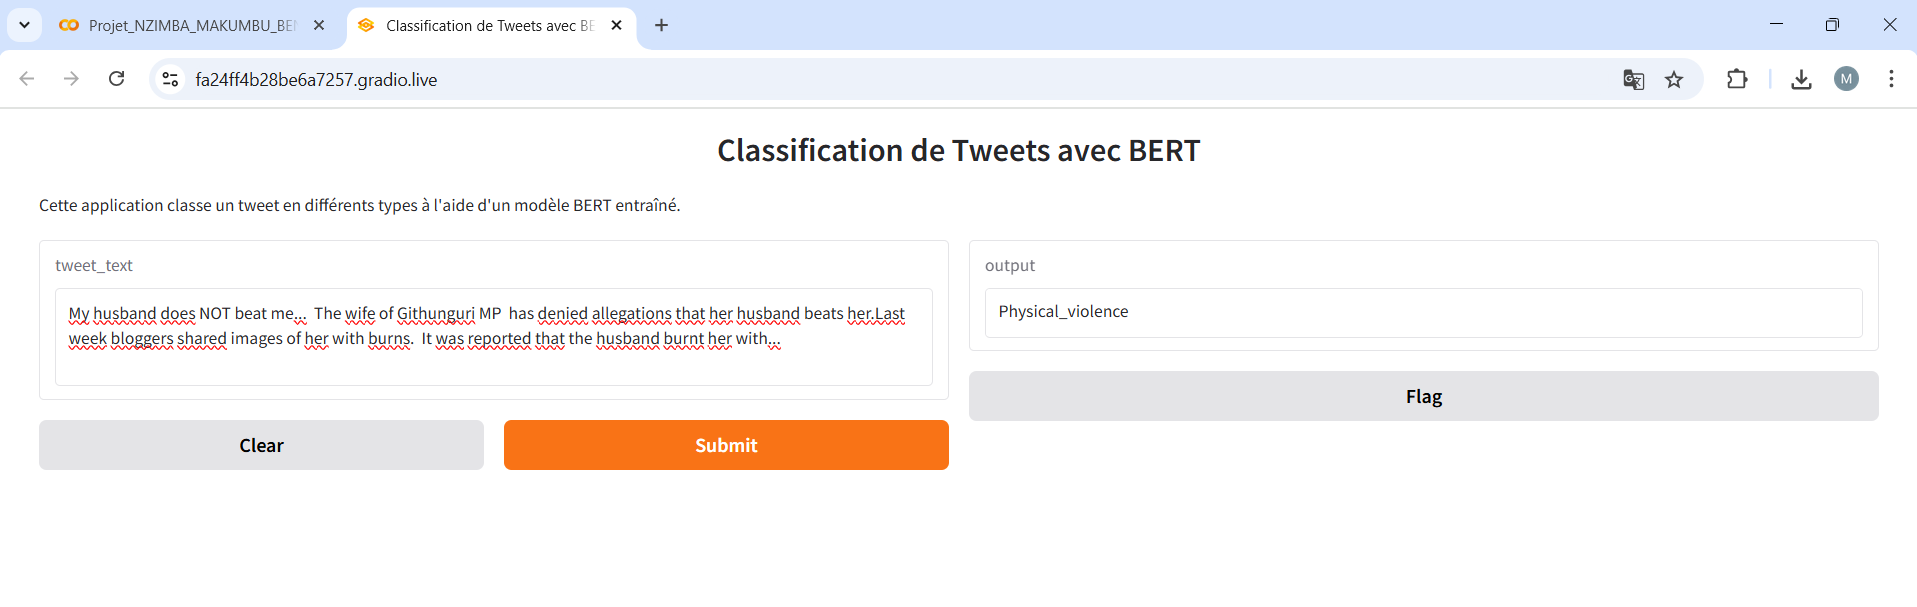 Projet_NZIMBA_MAKUMBU_BEN
Classification de Tweets avec BE
fa24ff4b28be6a7257.gradio.live
M
Classification de Tweets avec BERT
Cette application classe un tweet en différents types à l'aide d'un modèle BERT entraîné.
tweet_text
My husband does NOT beat me...  The wife of Githunguri MP  has denied allegations that her husband beats her.Last
week bloggers shared images of her with burns.  It was reported that the husband burnt her with...
Clear
Submit
output
Physical_violence
Flag